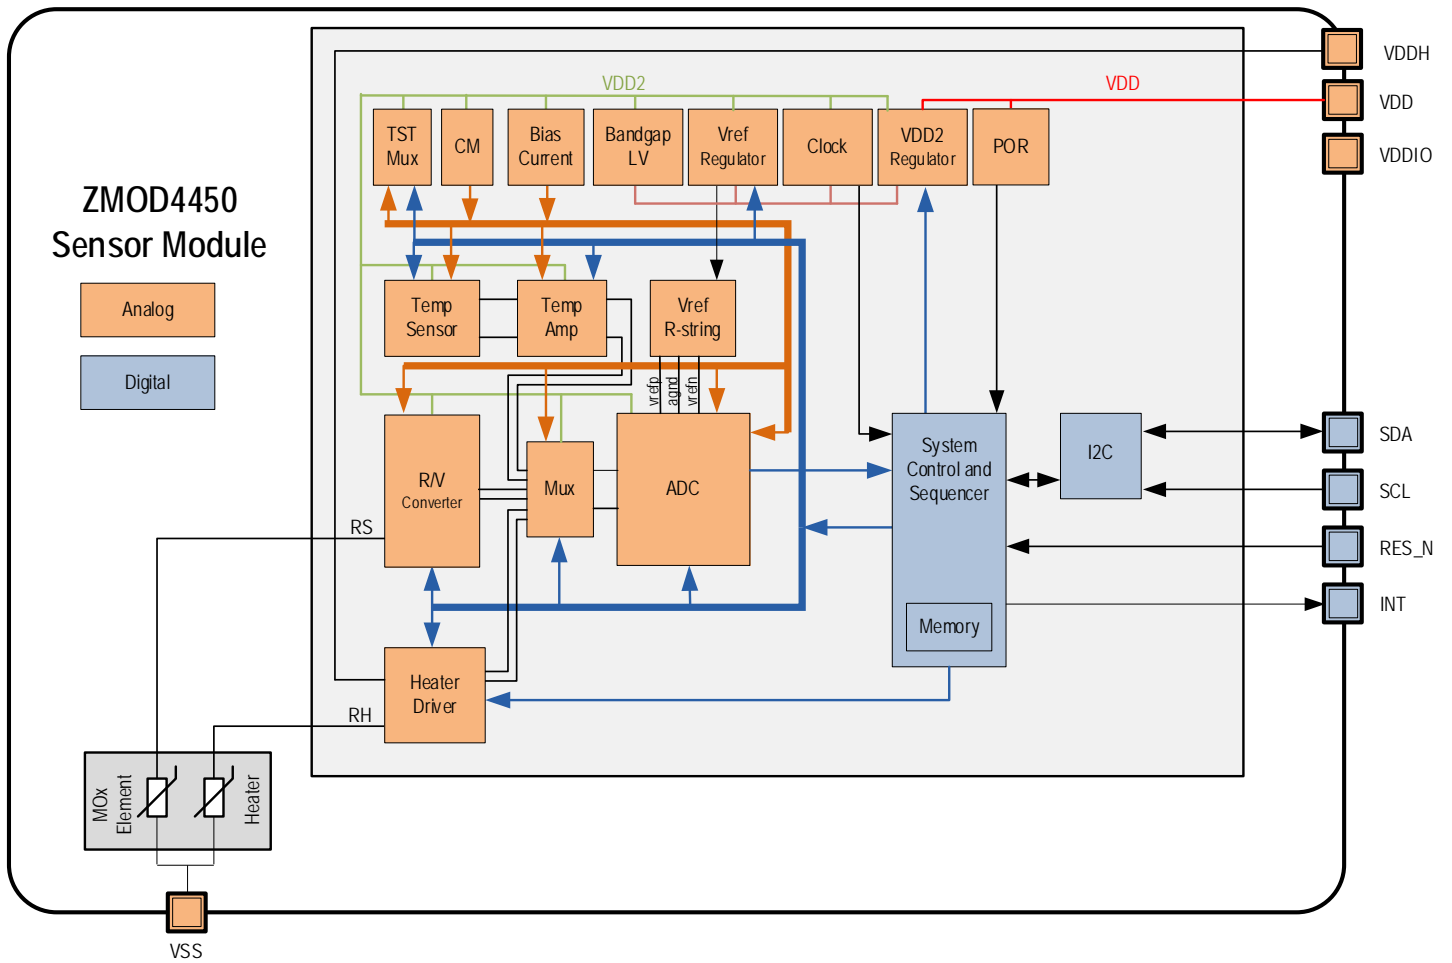 VDDH
VDD2
VDD
VDD
TST
Mux
CM
Bias
Current
Bandgap
LV
Vref
Regulator
Clock
VDD2
Regulator
POR
VDDIO
ZMOD4450
Sensor Module
Analog
Digital
Temp
Sensor
Temp
Amp
Vref
R-string
vrefp
agnd
vrefn
R/V
Converter
Mux
ADC
System
Control and
Sequencer
Memory
I2C
SDA
SCL
RES_N
INT
RS
Heater
Driver
RH
MOx
Element
Heater
VSS